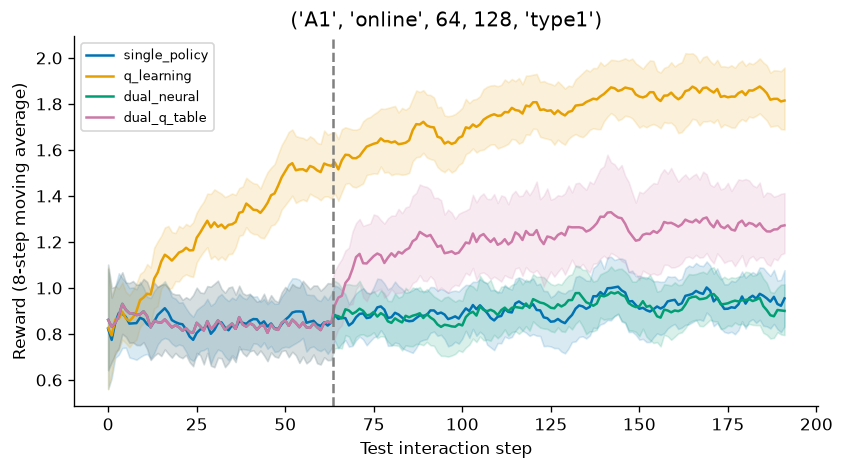 ('A1', 'online', 64, 128, 'type1')
Reward (8-step moving average)
2.0
1.8
1.6
1.4
1.2
1.0
0.8
0.6
single_policy
q_learning
dual_neural
dual_q_table
0 25 50 75 100 125 150 175 200
Test interaction step